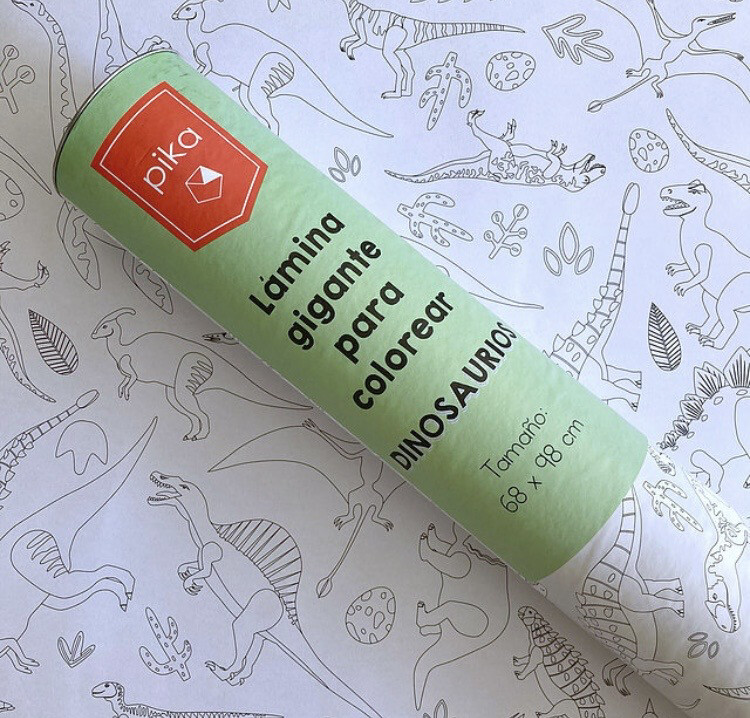 pika
Lámina
gigante
para
colorear
DINOSAURIOS
Tamaño:
68 x 98 cm